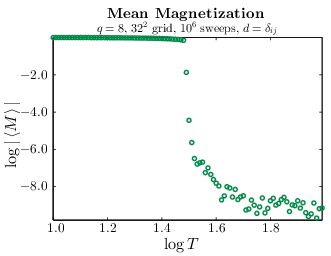 Mean Magnetization
q = 8, 32² grid, 10⁶ sweeps, d = δᵢⱼ
log |⟨M⟩|
−2.0
−4.0
−6.0
−8.0
1.0 1.2 1.4 1.6 1.8
log T